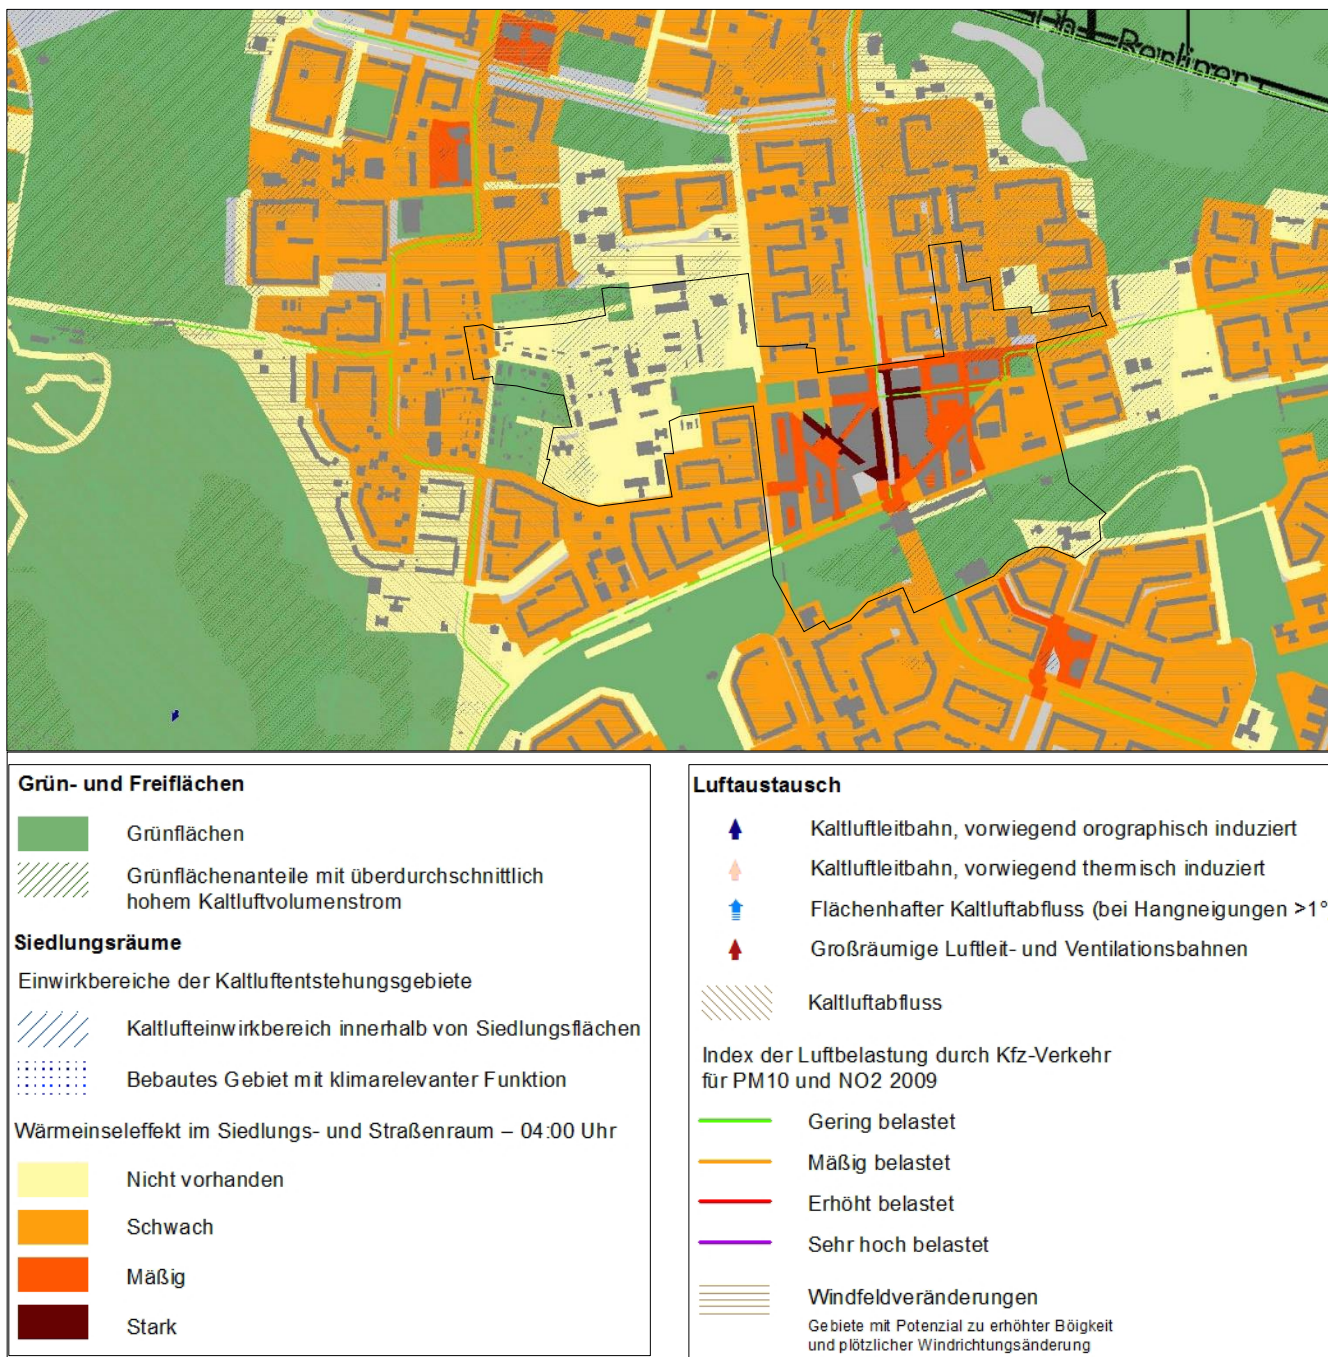 Berliner
Grün- und Freiflächen
Grünflächen
Grünflächenanteile mit überdurchschnittlich
hohem Kaltluftvolumenstrom
Siedlungsräume
Einwirkbereiche der Kaltluftentstehungsgebiete
Kaltlufteinwirkbereich innerhalb von Siedlungsflächen
Bebautes Gebiet mit klimarelevanter Funktion
Wärmeinseleffekt im Siedlungs- und Straßenraum – 04:00 Uhr
Nicht vorhanden
Schwach
Mäßig
Stark
Luftaustausch
Kaltluftleitbahn, vorwiegend orographisch induziert
Kaltluftleitbahn, vorwiegend thermisch induziert
Flächenhafter Kaltluftabfluss (bei Hangneigungen >1°
Großräumige Luftleit- und Ventilationsbahnen
Kaltluftabfluss
Index der Luftbelastung durch Kfz-Verkehr
für PM10 und NO2 2009
Gering belastet
Mäßig belastet
Erhöht belastet
Sehr hoch belastet
Windfeldveränderungen
Gebiete mit Potenzial zu erhöhter Böigkeit
und plötzlicher Windrichtungsänderung